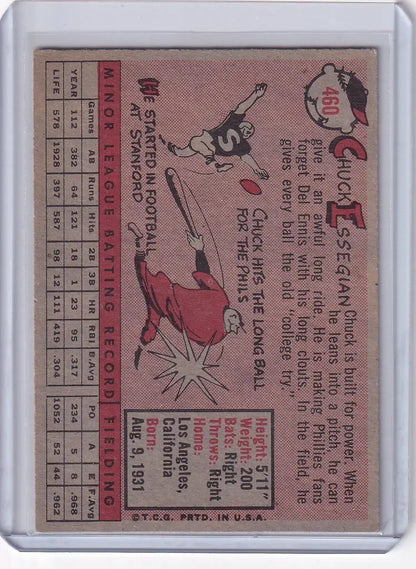 460
CHUCK ESSEGIAN
Chuck is built for power. When
he leans into a pitch, he can
give it an awful long ride. He is making Phillies fans
forget Del Ennis with his long clouts. In the field, he
gives every ball the old "college try."
S
HE STARTED IN FOOTBALL
AT STANFORD
CHUCK HITS THE LONG BALL
FOR THE PHILS
Height: 5'11"
Weight: 200
Bats: Right
Throws: Right
Home:
Los Angeles,
California
Born:
Aug. 9, 1931
MINOR LEAGUE BATTING RECORD FIELDING
Games AB Runs Hits 2B 3B HR RBI B.Avg PO A E F.Avg
YEAR 112 382 64 121 18 1 23 95 .317 234 5 8 .968
LIFE 578 1928 397 587 98 12 111 419 .304 1052 52 44 .962
©T.C.G. PRTD. IN U.S.A.